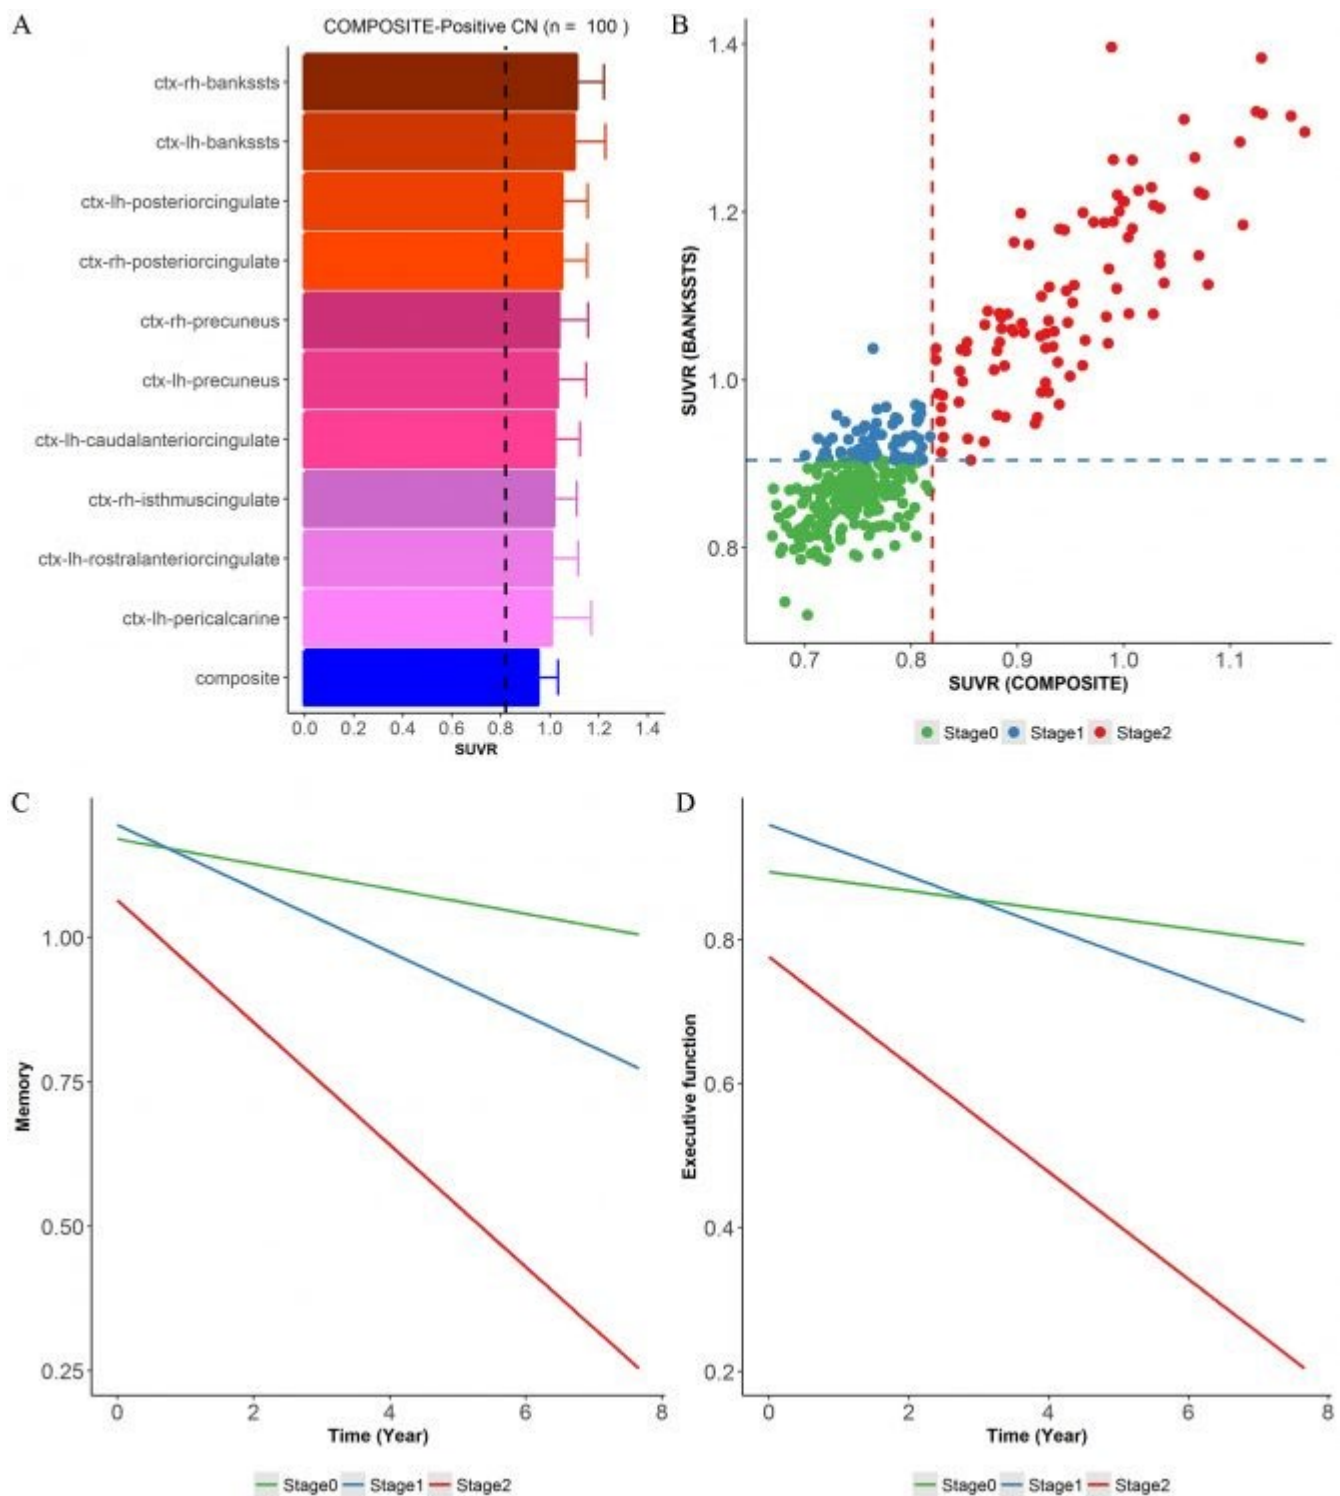 A
COMPOSITE-Positive CN (n = 100 )
ctx-rh-bankssts
ctx-lh-bankssts
ctx-lh-posteriorcingulate
ctx-rh-posteriorcingulate
ctx-rh-precuneus
ctx-lh-precuneus
ctx-lh-caudalanteriorcingulate
ctx-rh-isthmuscingulate
ctx-lh-rostralanteriorcingulate
ctx-lh-pericalcarine
composite
0.0 0.2 0.4 0.6 0.8 1.0 1.2 1.4
SUVR
B
1.4
1.2
1.0
0.8
SUVR (BANKSSTS)
0.7 0.8 0.9 1.0 1.1
SUVR (COMPOSITE)
Stage0 Stage1 Stage2
C
1.00
0.75
0.50
0.25
Memory
0 2 4 6 8
Time (Year)
Stage0 Stage1 Stage2
D
0.8
0.6
0.4
0.2
Executive function
0 2 4 6 8
Time (Year)
Stage0 Stage1 Stage2